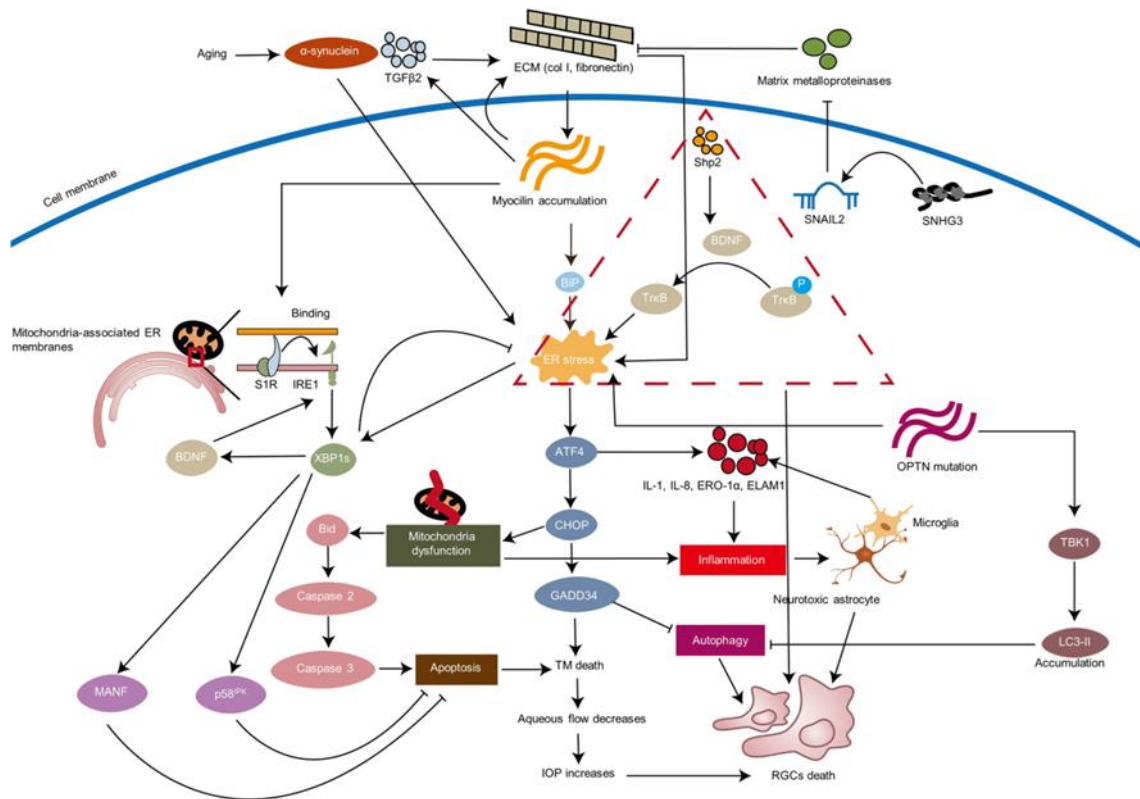 Aging
α-synuclein
TGFβ2
ECM (col I, fibronectin)
Matrix metalloproteinases
Cell membrane
Myocilin accumulation
Shp2
SNAIL2
SNHG3
BDNF
BiP
TrκB
P
TrκB
Mitochondria-associated ER
membranes
Binding
S1R
IRE1
ER stress
BDNF
XBP1s
ATF4
IL-1, IL-8, ERO-1α, ELAM1
OPTN mutation
Bid
Mitochondria
dysfunction
CHOP
Inflammation
Microglia
TBK1
Caspase 2
GADD34
Neurotoxic astrocyte
Autophagy
LC3-II
Accumulation
Caspase 3
Apoptosis
TM death
MANF
p58IPK
Aqueous flow decreases
IOP increases
RGCs death